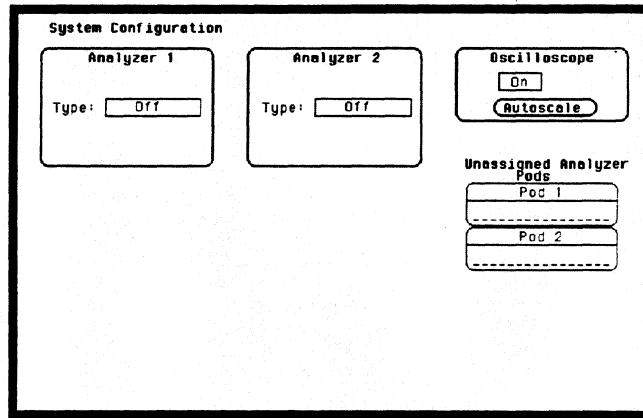 System Configuration
Analyzer 1
Type: Off
Analyzer 2
Type: Off
Oscilloscope
On
Autoscale
Unassigned Analyzer
Pods
Pod 1
Pod 2